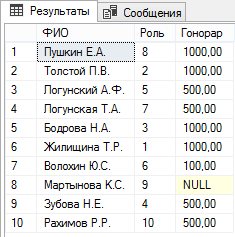 Результаты Сообщения
ФИО Роль Гонорар
1 Пушкин Е.А. 8 1000,00
2 Толстой П.В. 2 1000,00
3 Логунский А.Ф. 5 500,00
4 Логунская Т.А. 7 500,00
5 Бодрова Н.А. 3 1000,00
6 Жилищина Т.Р. 1 1000,00
7 Волохин Ю.С. 6 100,00
8 Мартынова К.С. 9 NULL
9 Зубова Н.Е. 4 500,00
10 Рахимов Р.Р. 10 500,00